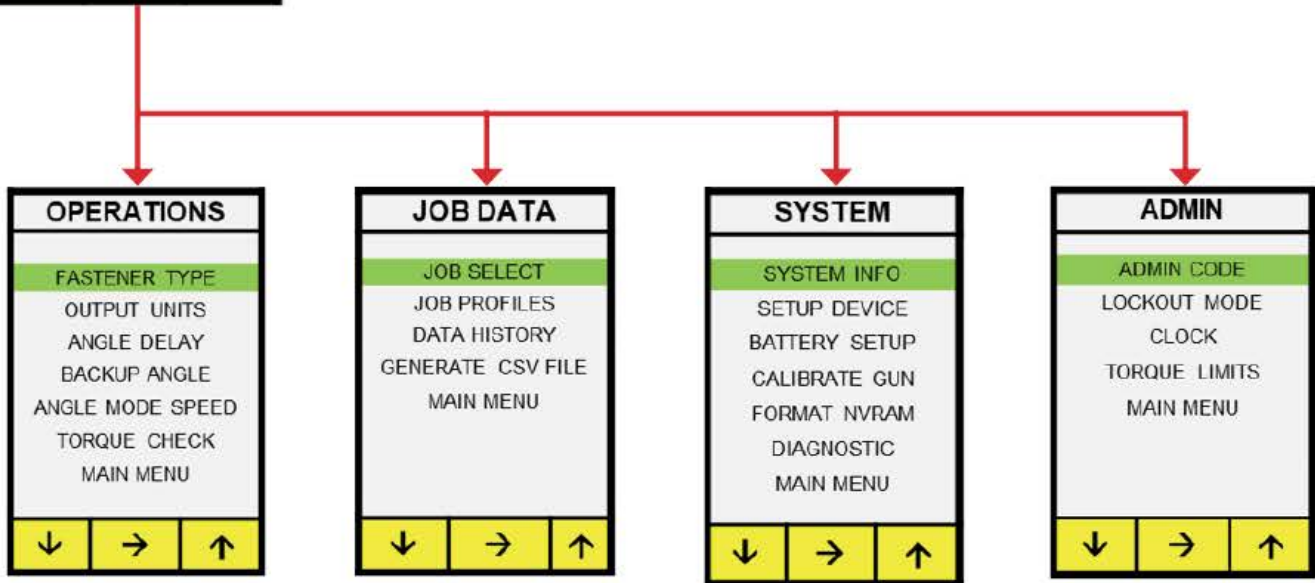 OPERATIONS
FASTENER TYPE
OUTPUT UNITS
ANGLE DELAY
BACKUP ANGLE
ANGLE MODE SPEED
TORQUE CHECK
MAIN MENU
JOB DATA
JOB SELECT
JOB PROFILES
DATA HISTORY
GENERATE CSV FILE
MAIN MENU
SYSTEM
SYSTEM INFO
SETUP DEVICE
BATTERY SETUP
CALIBRATE GUN
FORMAT NVRAM
DIAGNOSTIC
MAIN MENU
ADMIN
ADMIN CODE
LOCKOUT MODE
CLOCK
TORQUE LIMITS
MAIN MENU